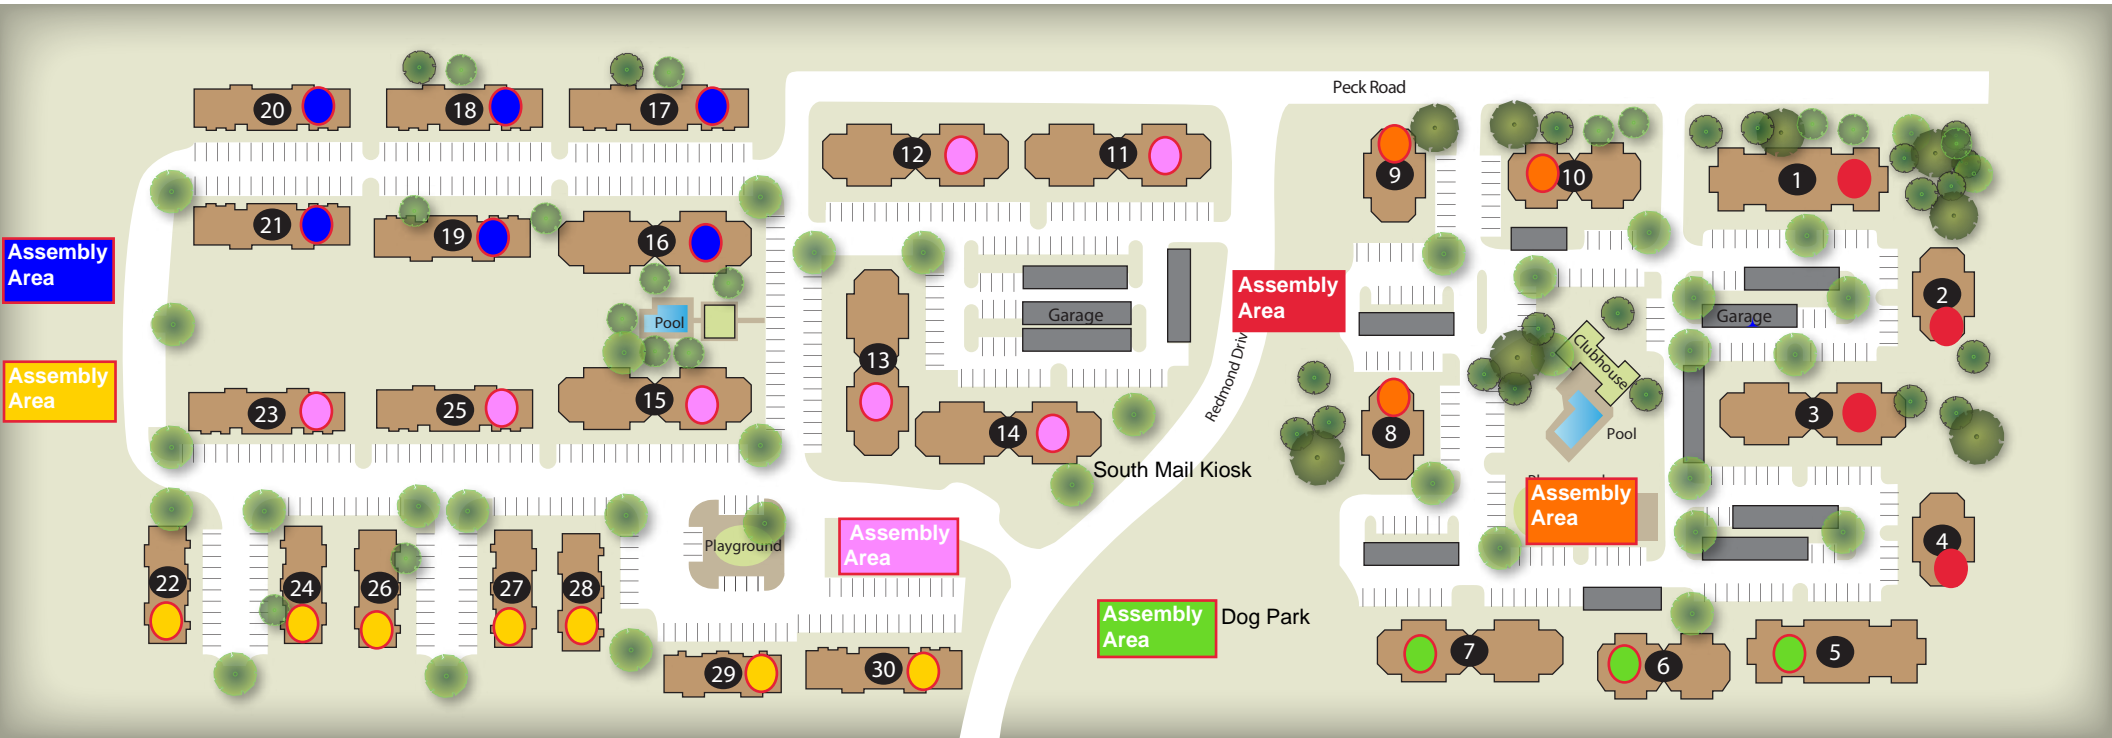 Peck Road
20
18
17
12
11
9
10
1
21
19
16
Assembly
Area
Assembly
Area
2
Pool
Garage
Garage
Redmond Driv
Clubhouse
13
Assembly
Area
23
25
15
14
8
3
Pool
South Mail Kiosk
Assembly
Area
Assembly
Area
Playground
4
22
24
26
27
28
Assembly
Area
Dog Park
29
30
7
6
5